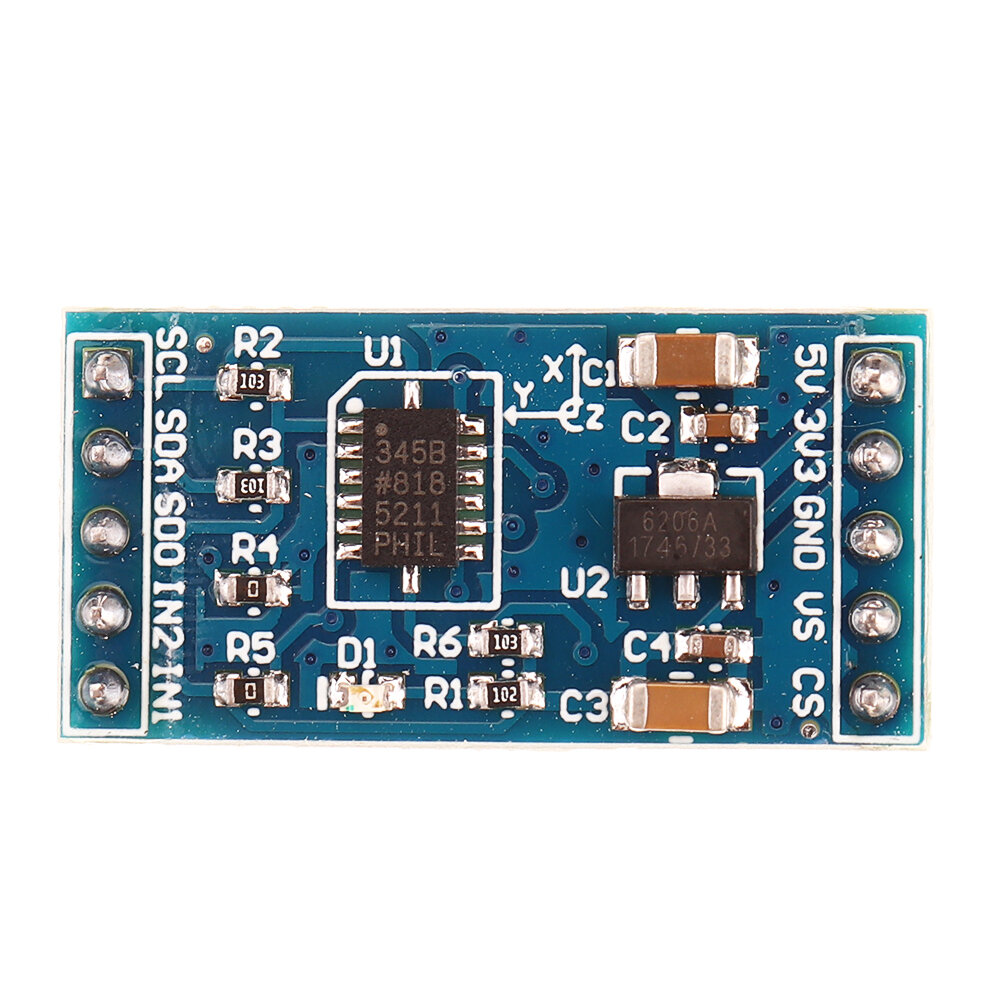 SCL SDA SDO IN2 IN1
R2
103
R3
103
R4
0
R5
0
U1
345B
#818
5211
PHIL
D1
R6
103
R1
102
X
Y
Z
C1
C2
6206A
1746/33
U2
C4
C3
5V 3V3 GND VS CS